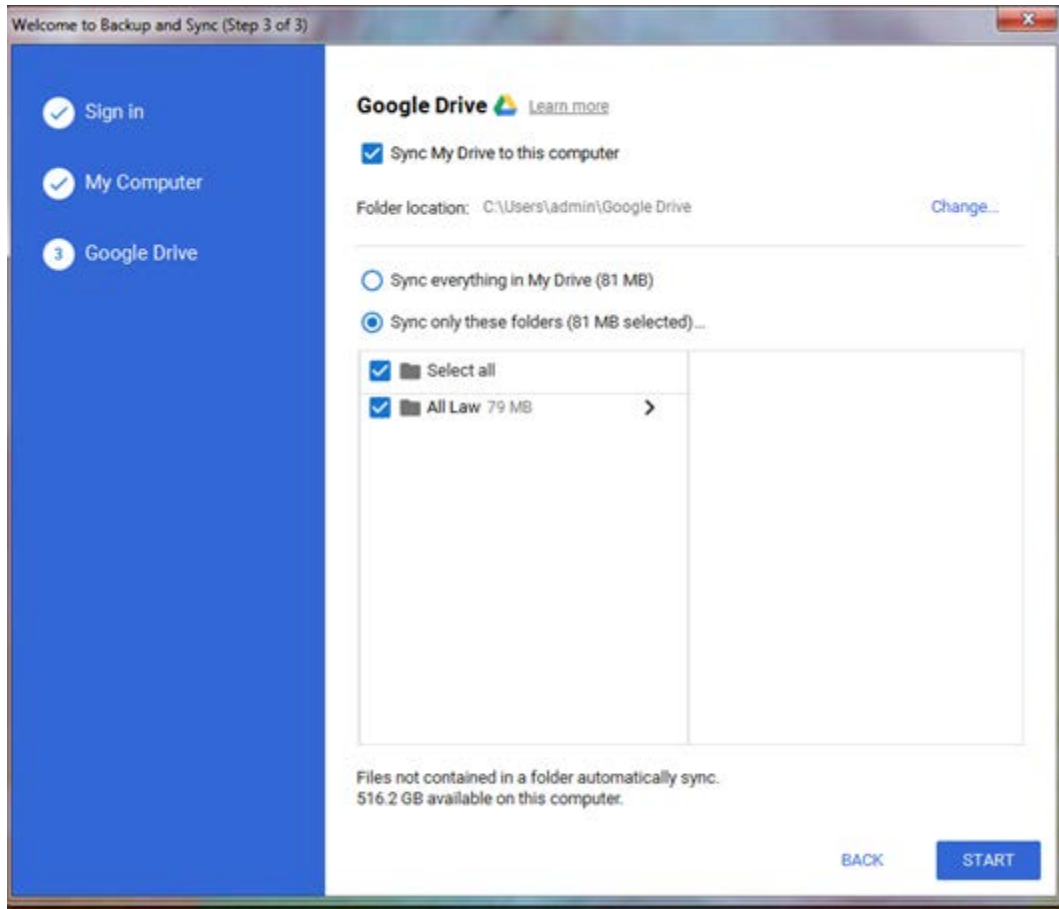 Welcome to Backup and Sync (Step 3 of 3)
Sign in
My Computer
3 Google Drive
Google Drive Learn more
Sync My Drive to this computer
Folder location: C:\Users\admin\Google Drive Change...
Sync everything in My Drive (81 MB)
Sync only these folders (81 MB selected)...
Select all
All Law 79 MB
Files not contained in a folder automatically sync.
516.2 GB available on this computer.
BACK START